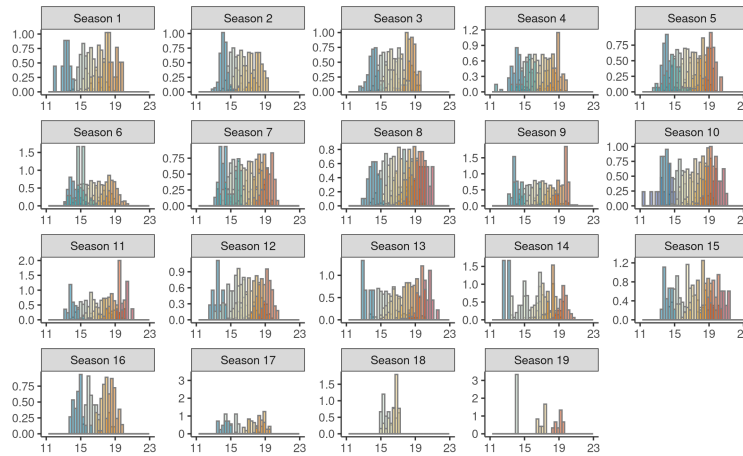 Season 1 Season 2 Season 3 Season 4 Season 5
1.00 1.00 1.00 1.2
0.75 0.75 0.75 0.9 0.75
0.50 0.50 0.50 0.6 0.50
0.25 0.25 0.25 0.3 0.25
0.00 0.00 0.00 0.0 0.00
11 15 19 23 11 15 19 23 11 15 19 23 11 15 19 23 11 15 19 23
Season 6 Season 7 Season 8 Season 9 Season 10
1.5 0.75 0.8 1.5 1.00
1.0 0.50 0.6 1.0 0.75
0.5 0.25 0.4 0.5 0.50
0.0 0.00 0.2 0.0 0.25
0.0 0.00
11 15 19 23 11 15 19 23 11 15 19 23 11 15 19 23 11 15 19 23
Season 11 Season 12 Season 13 Season 14 Season 15
2.0 0.9 1.0 1.5 1.2
1.5 0.6 0.5 1.0 0.8
1.0 0.3 0.0 0.5 0.4
0.5 0.0 0.0 0.0
0.0
11 15 19 23 11 15 19 23 11 15 19 23 11 15 19 23 11 15 19 23
Season 16 Season 17 Season 18 Season 19
0.75 3 1.5 3
0.50 2 1.0 2
0.25 1 0.5 1
0.00 0 0.0 0
11 15 19 23 11 15 19 23 11 15 19 23 11 15 19 23